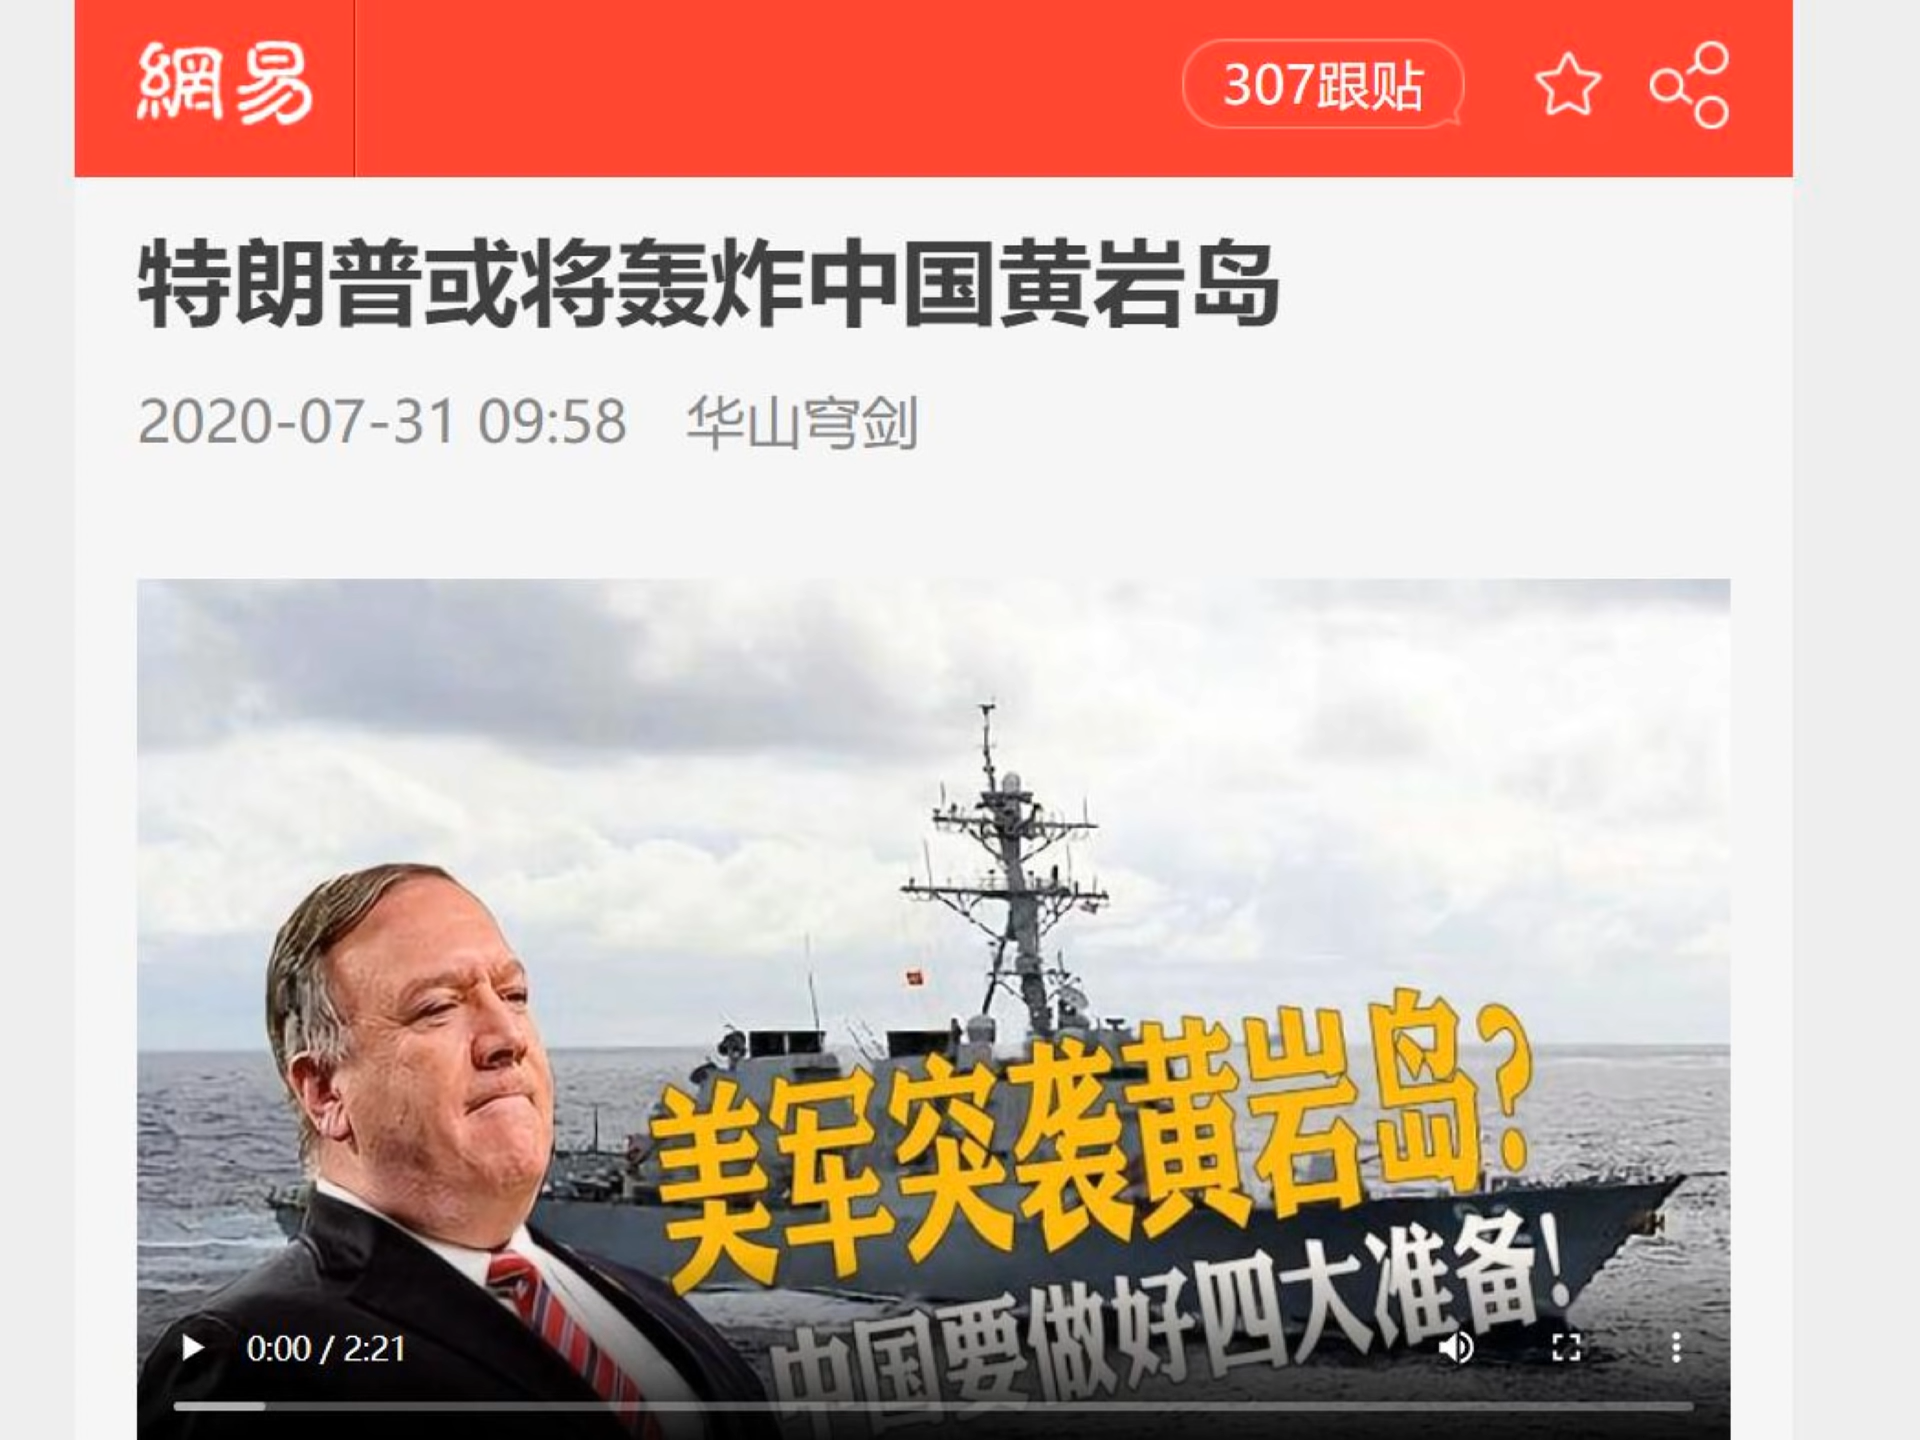 網易
307跟贴
特朗普或将轰炸中国黄岩岛
2020-07-31 09:58 华山穹剑
美军突袭黄岩岛?
中国要做好四大准备!
0:00 / 2:21